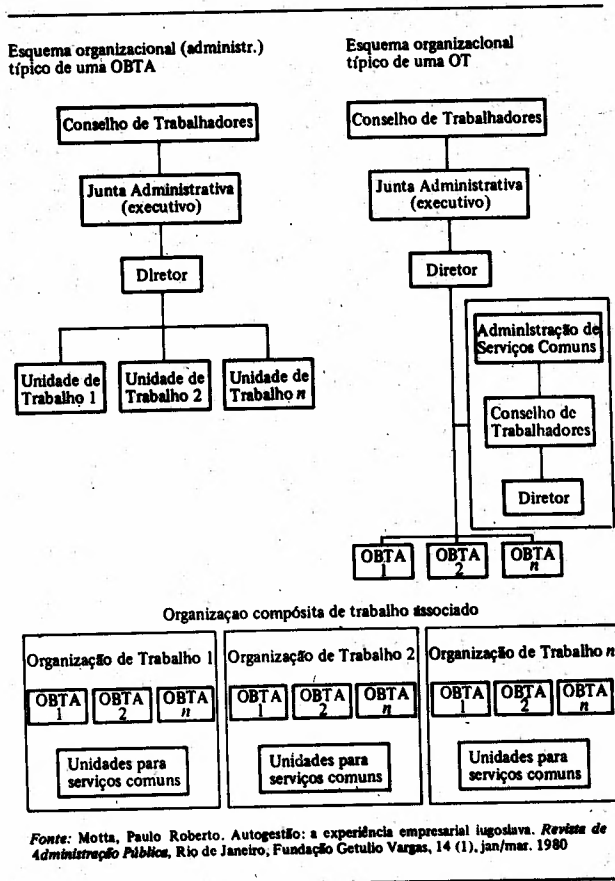 Esquema organizacional (administr.)
típico de uma OBTA
Conselho de Trabalhadores
Junta Administrativa
(executivo)
Diretor
Unidade de
Trabalho 1
Unidade de
Trabalho 2
Unidade de
Trabalho n
Esquema organizacional
típico de uma OT
Conselho de Trabalhadores
Junta Administrativa
(executivo)
Diretor
Administração de
Serviços Comuns
Conselho de
Trabalhadores
Diretor
OBTA
1
OBTA
2
OBTA
n
Organizaçao compósita de trabalho associado
Organização de Trabalho 1
OBTA
1
OBTA
2
OBTA
n
Unidades para
serviços comuns
Organização de Trabalho 2
OBTA
1
OBTA
2
OBTA
n
Unidades para
serviços comuns
Organização de Trabalho n
OBTA
1
OBTA
2
OBTA
n
Unidades para
serviços comuns
Fonte: Motta, Paulo Roberto. Autogestão: a experiência empresarial iugoslava. Revista de
Administração Pública, Rio de Janeiro, Fundação Getulio Vargas, 14 (1), jan/mar. 1980